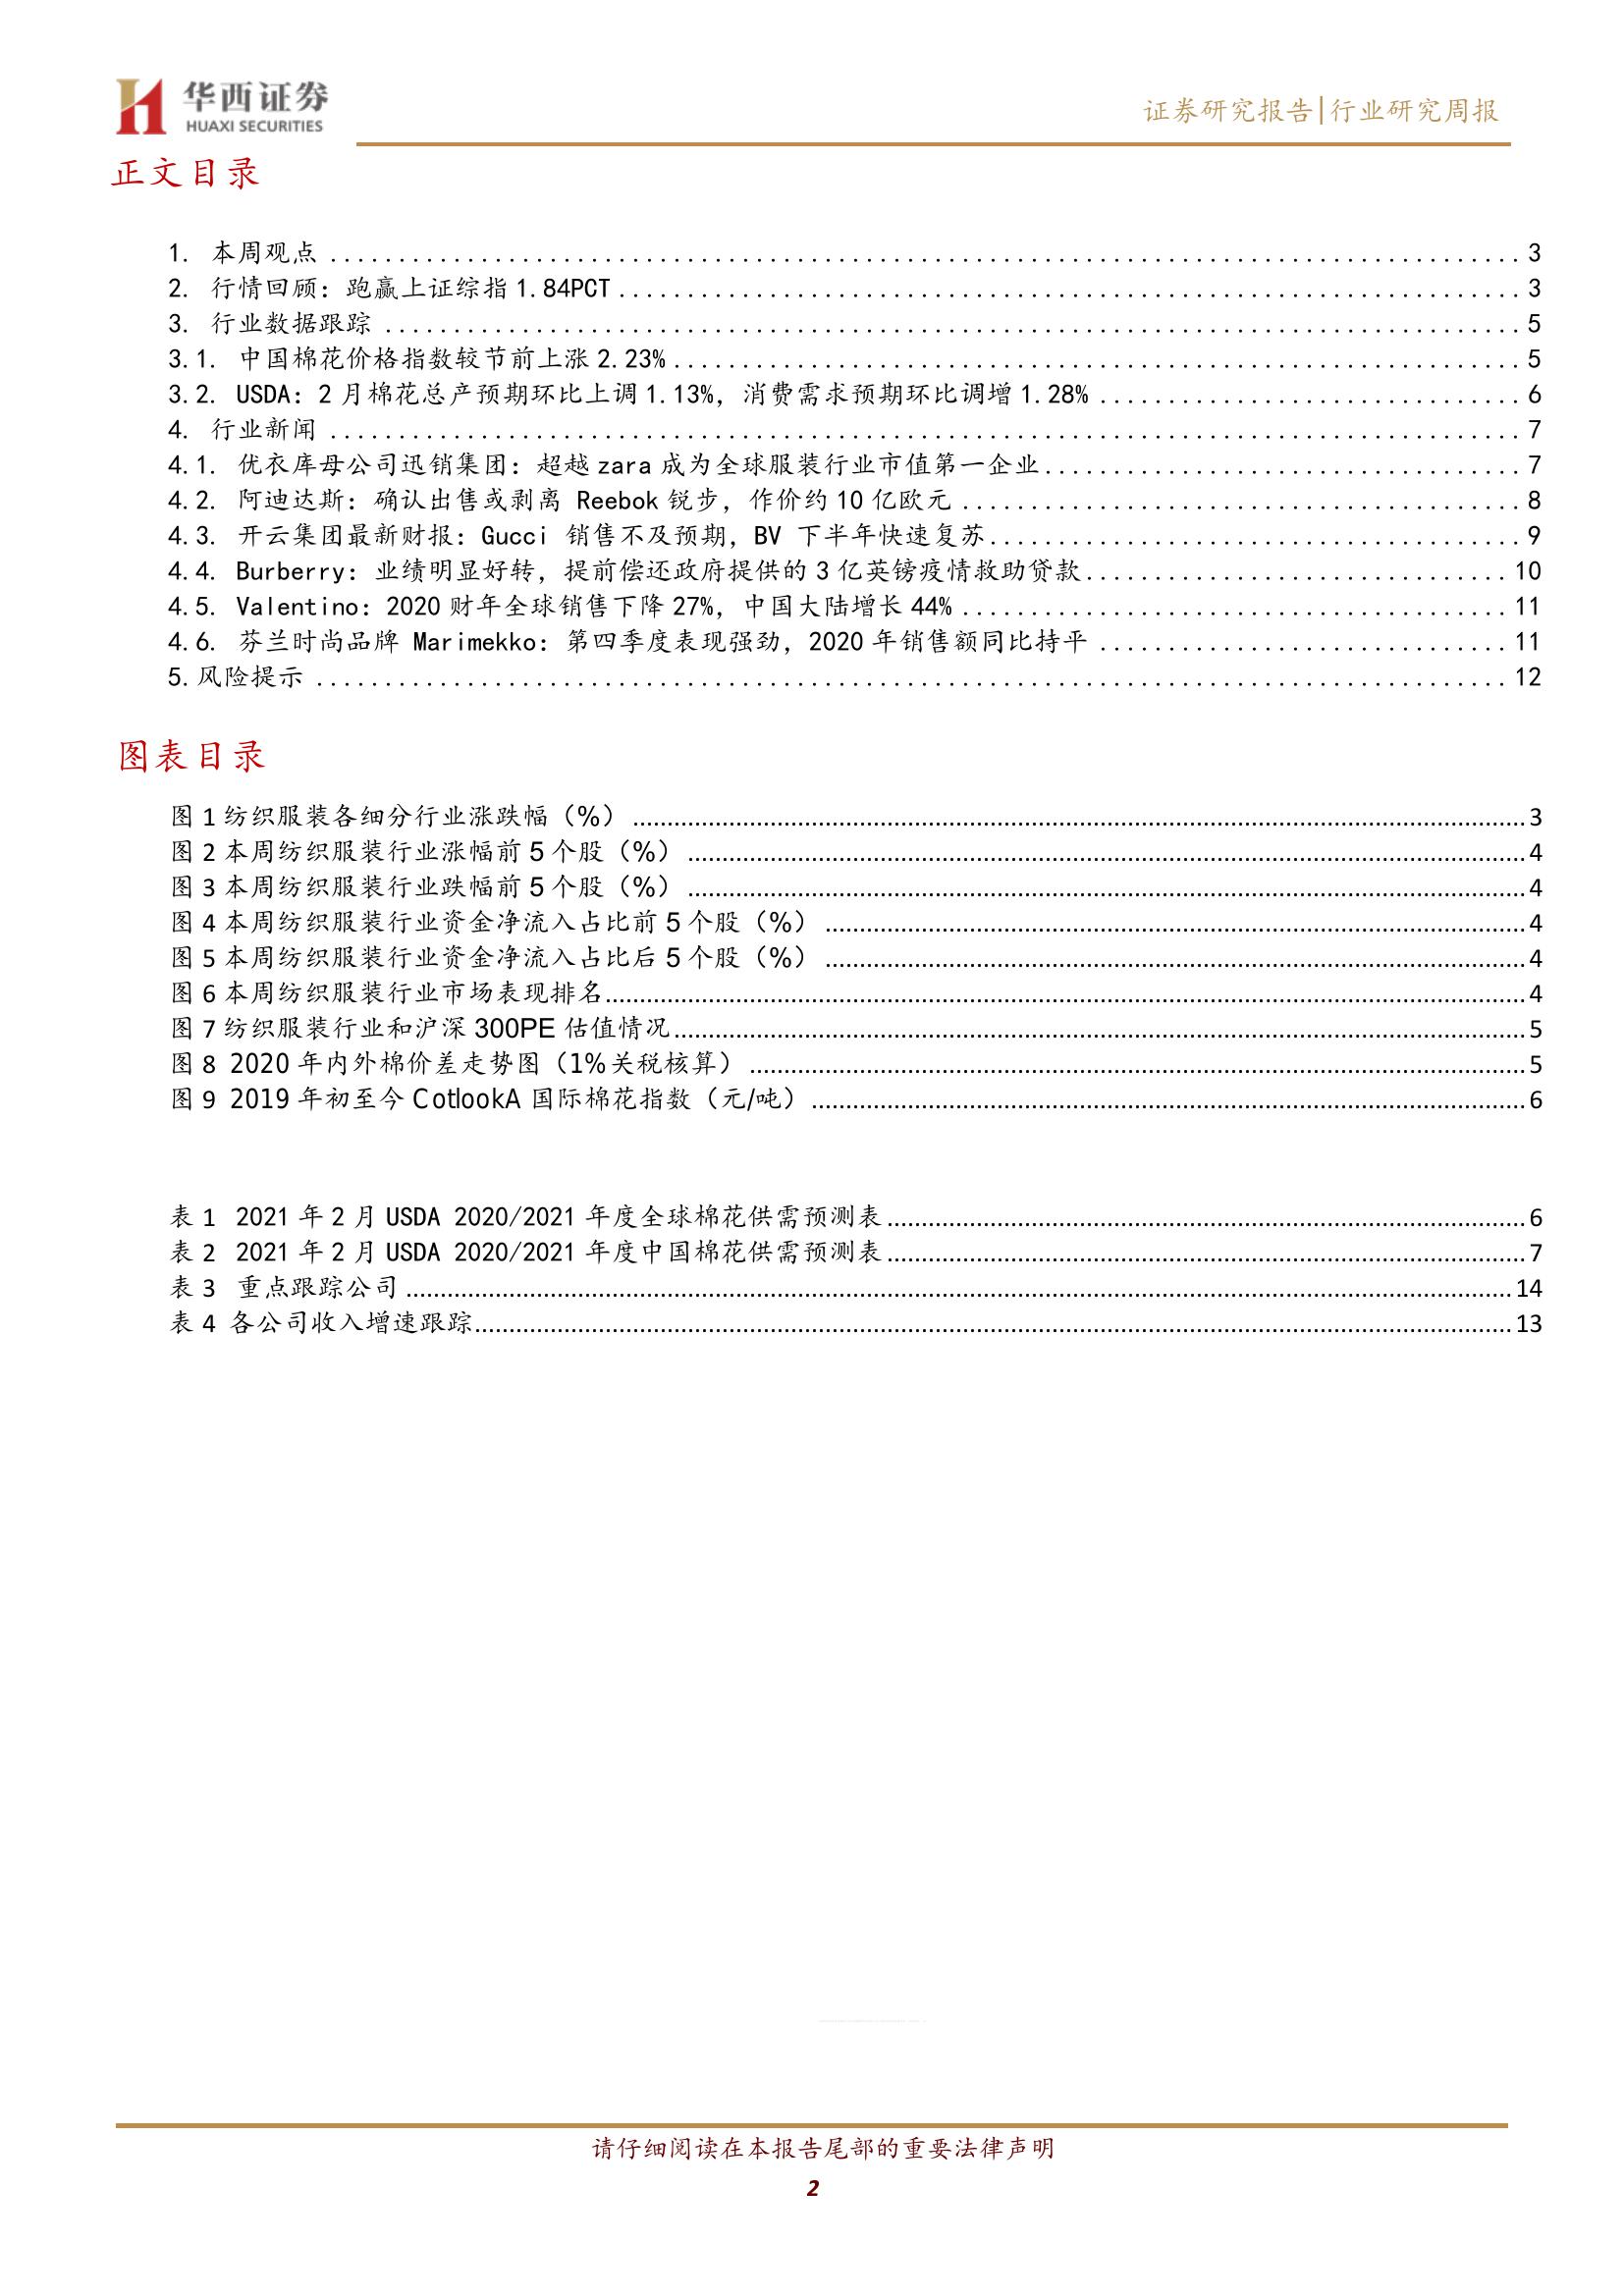 华西证券
HUAXI SECURITIES
证券研究报告|行业研究周报
正文目录
1. 本周观点 ........................................................................................ 3
2. 行情回顾：跑赢上证综指 1.84PCT ................................................................... 3
3. 行业数据跟踪 .................................................................................... 5
3.1. 中国棉花价格指数较节前上涨 2.23% ............................................................... 5
3.2. USDA：2 月棉花总产预期环比上调 1.13%，消费需求预期环比调增 1.28% ................................ 6
4. 行业新闻 ........................................................................................ 7
4.1. 优衣库母公司迅销集团：超越 zara 成为全球服装行业市值第一企业 .................................... 7
4.2. 阿迪达斯：确认出售或剥离 Reebok 锐步，作价约 10 亿欧元 .......................................... 8
4.3. 开云集团最新财报：Gucci 销售不及预期，BV 下半年快速复苏 ........................................ 9
4.4. Burberry：业绩明显好转，提前偿还政府提供的 3 亿英镑疫情救助贷款 ............................... 10
4.5. Valentino：2020 财年全球销售下降 27%，中国大陆增长 44% ......................................... 11
4.6. 芬兰时尚品牌 Marimekko：第四季度表现强劲，2020 年销售额同比持平 .............................. 11
5.风险提示 ........................................................................................ 12
图表目录
图 1 纺织服装各细分行业涨跌幅（%） ................................................................ 3
图 2 本周纺织服装行业涨幅前 5 个股（%） ............................................................ 4
图 3 本周纺织服装行业跌幅前 5 个股（%） ............................................................ 4
图 4 本周纺织服装行业资金净流入占比前 5 个股（%） .................................................. 4
图 5 本周纺织服装行业资金净流入占比后 5 个股（%） .................................................. 4
图 6 本周纺织服装行业市场表现排名 .................................................................. 4
图 7 纺织服装行业和沪深 300PE 估值情况 ............................................................. 5
图 8 2020 年内外棉价差走势图（1%关税核算） ........................................................ 5
图 9 2019 年初至今 CotlookA 国际棉花指数（元/吨） .................................................. 6
表 1 2021 年 2 月 USDA 2020/2021 年度全球棉花供需预测表 ............................................. 6
表 2 2021 年 2 月 USDA 2020/2021 年度中国棉花供需预测表 ............................................. 7
表 3 重点跟踪公司 ................................................................................ 14
表 4 各公司收入增速跟踪 .......................................................................... 13
请仔细阅读在本报告尾部的重要法律声明
2